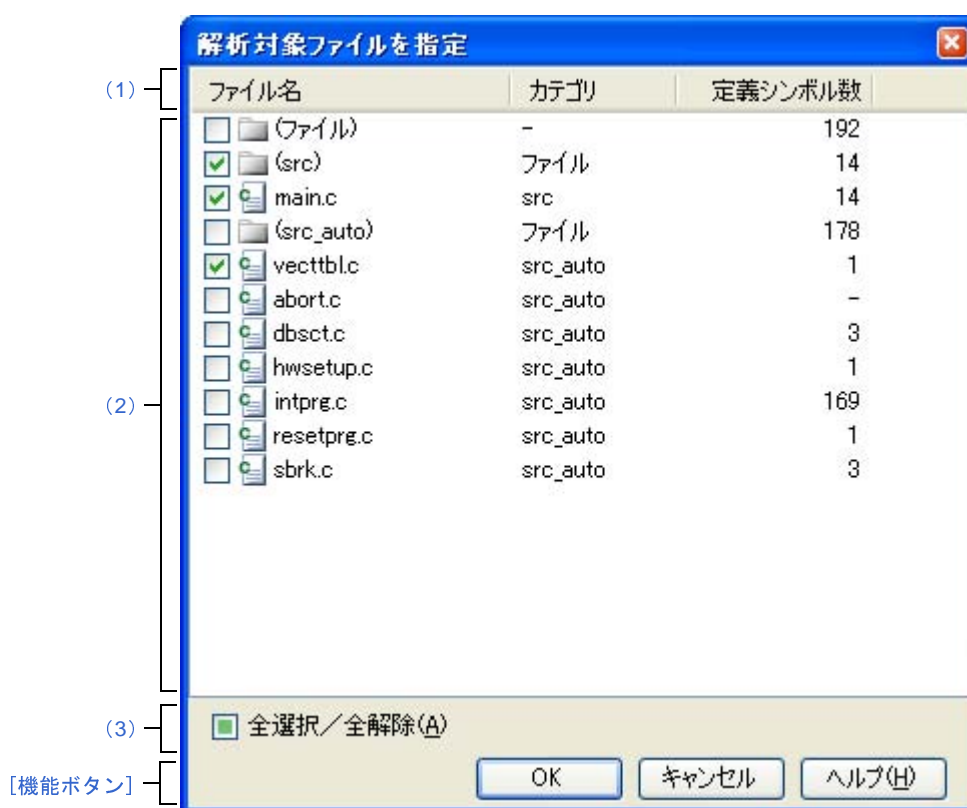 解析対象ファイルを指定
(1)
ファイル名 カテゴリ 定義シンボル数
(ファイル) - 192
(src) ファイル 14
main.c src 14
(src_auto) ファイル 178
vecttbl.c src_auto 1
abort.c src_auto -
dbsct.c src_auto 3
hwsetup.c src_auto 1
(2)
intprg.c src_auto 169
resetprg.c src_auto 1
sbrk.c src_auto 3
(3)
全選択／全解除(A)
[機能ボタン]
OK キャンセル ヘルプ(H)